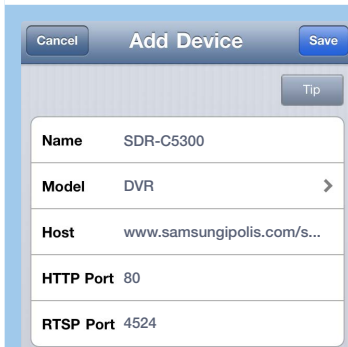 Cancel Add Device Save
Tip
Name SDR-C5300
Model DVR
Host www.samsungipolis.com/s...
HTTP Port 80
RTSP Port 4524